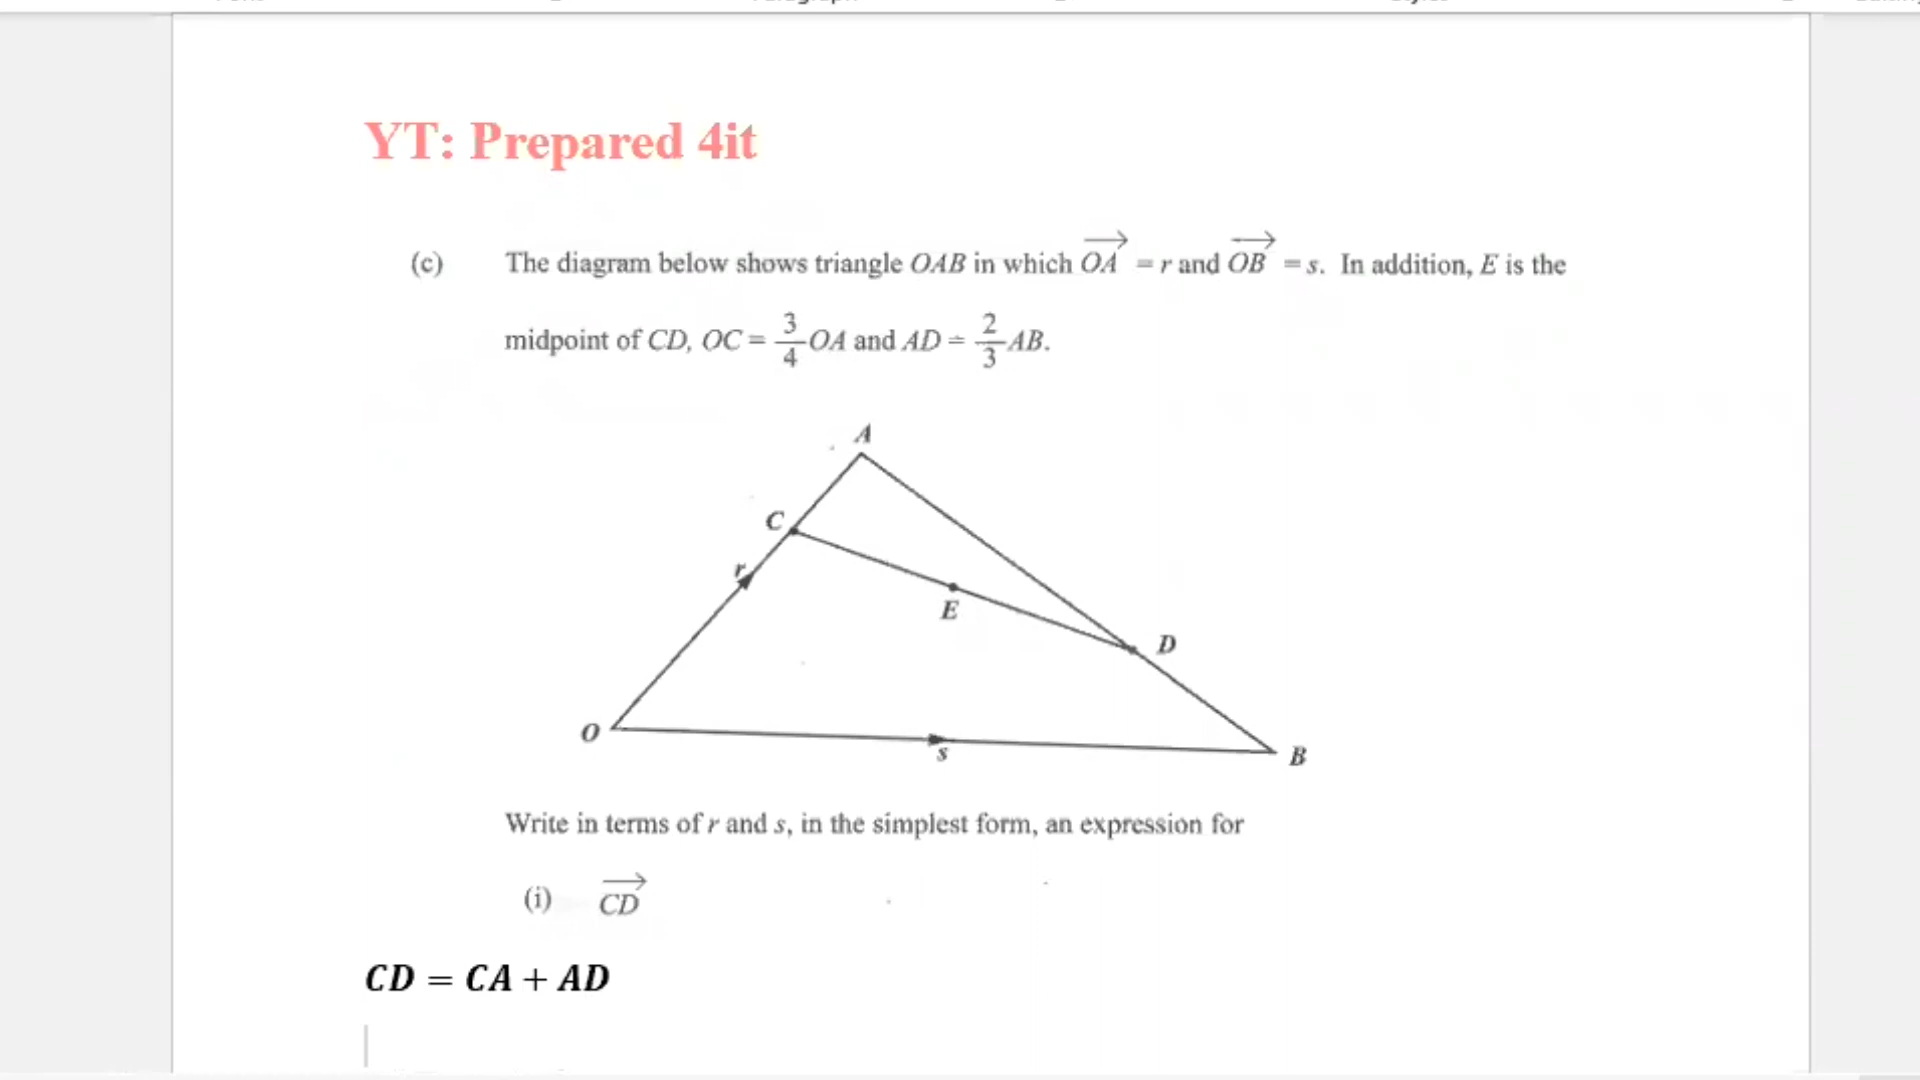 YT: Prepared 4it
(c) The diagram below shows triangle OAB in which →OA = r and →OB = s. In addition, E is the
midpoint of CD, OC = 3/4 OA and AD = 2/3 AB.
A
C
r
E
D
O
s
B
Write in terms of r and s, in the simplest form, an expression for
(i) →CD
CD = CA + AD